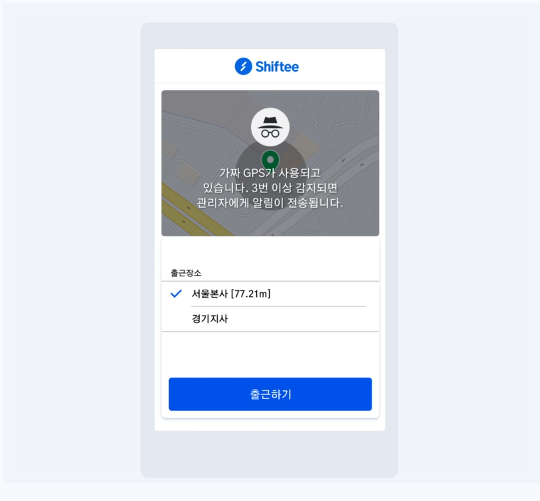 Shiftee
가짜 GPS가 사용되고
있습니다. 3번 이상 감지되면
관리자에게 알림이 전송됩니다.
출근장소
서울본사 [77.21m]
경기지사
출근하기